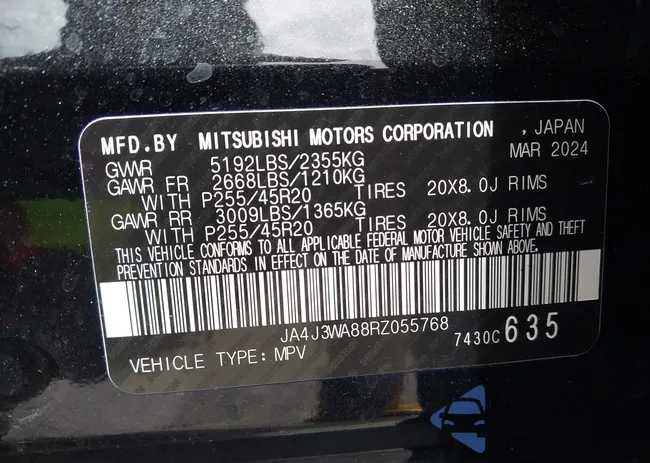 MFD.BY MITSUBISHI MOTORS CORPORATION , JAPAN
GVWR 5192LBS/2355KG MAR 2024
GAWR FR 2668LBS/1210KG
WITH P255/45R20 TIRES 20X8.0J RIMS
GAWR RR 3009LBS/1365KG
WITH P255/45R20 TIRES 20X8.0J RIMS
THIS VEHICLE CONFORMS TO ALL APPLICABLE FEDERAL MOTOR VEHICLE SAFETY AND THEFT
PREVENTION STANDARDS IN EFFECT ON THE DATE OF MANUFACTURE SHOWN ABOVE.
JA4J3WA88RZ055768 7430C 635
VEHICLE TYPE: MPV